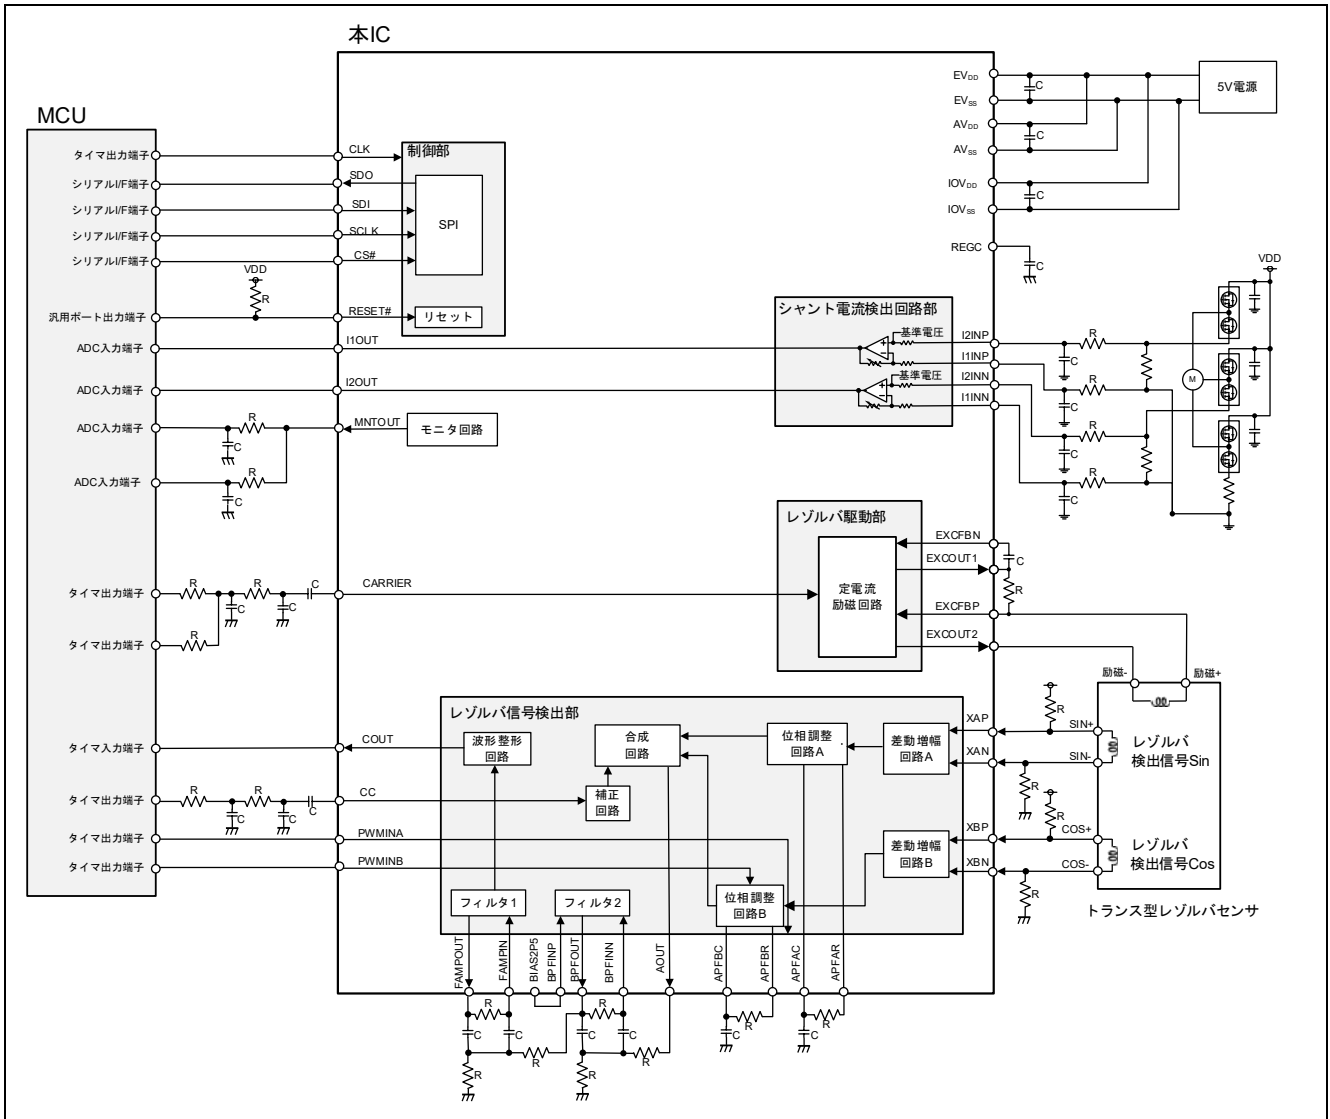 本IC
MCU
タイマ出力端子
シリアルI/F端子
シリアルI/F端子
シリアルI/F端子
シリアルI/F端子
VDD
R
汎用ポート出力端子
ADC入力端子
ADC入力端子
ADC入力端子
R
C
ADC入力端子
R
C
タイマ出力端子
R
R
C
C
C
タイマ出力端子
R
タイマ入力端子
タイマ出力端子
R
R
C
C
C
タイマ出力端子
タイマ出力端子
CLK
SDO
SDI
SCLK
CS#
RESET#
I1OUT
I2OUT
MNTOUT
CARRIER
COUT
CC
PWMINA
PWMINB
制御部
SPI
リセット
モニタ回路
シャント電流検出回路部
基準電圧
基準電圧
レゾルバ駆動部
定電流
励磁回路
レゾルバ信号検出部
波形整形
回路
合成
回路
補正
回路
位相調整
回路A
差動増幅
回路A
差動増幅
回路B
位相調整
回路B
フィルタ1
フィルタ2
EVDD
EVSS
AVDD
AVSS
IOVDD
IOVSS
REGC
C
C
C
C
5V電源
I2INP
I1INP
I2INN
I1INN
R
C
R
C
R
C
R
C
M
VDD
EXCFBN
EXCOUT1
EXCFBP
EXCOUT2
C
R
励磁-
励磁+
XAP
XAN
XBP
XBN
R
R
R
R
SIN+
SIN-
COS+
COS-
レゾルバ
検出信号Sin
レゾルバ
検出信号Cos
トランス型レゾルバセンサ
FAMPOUT
FAMPIN
BIAS2P5
BPFINP
BPFOUT
BPFINN
AOUT
APFBC
APFBR
APFAC
APFAR
R
C
C
R
R
R
C
C
R
R
C
R
C
R